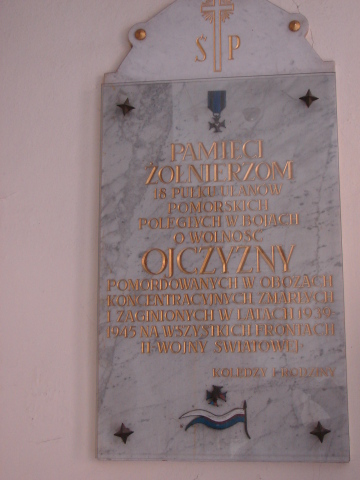 Ś P
PAMIĘCI
ŻOŁNIERZOM
18 PUŁKU UŁANÓW
POMORSKICH
POLEGŁYCH W BOJACH
O WOLNOŚĆ
OJCZYZNY
POMORDOWANYCH W OBOZACH
KONCENTRACYJNYCH ZMARŁYCH
I ZAGINIONYCH W LATACH 1939-
1945 NA WSZYSTKICH FRONTACH
II-WOJNY ŚWIATOWEJ-
KOLEDZY I RODZINY